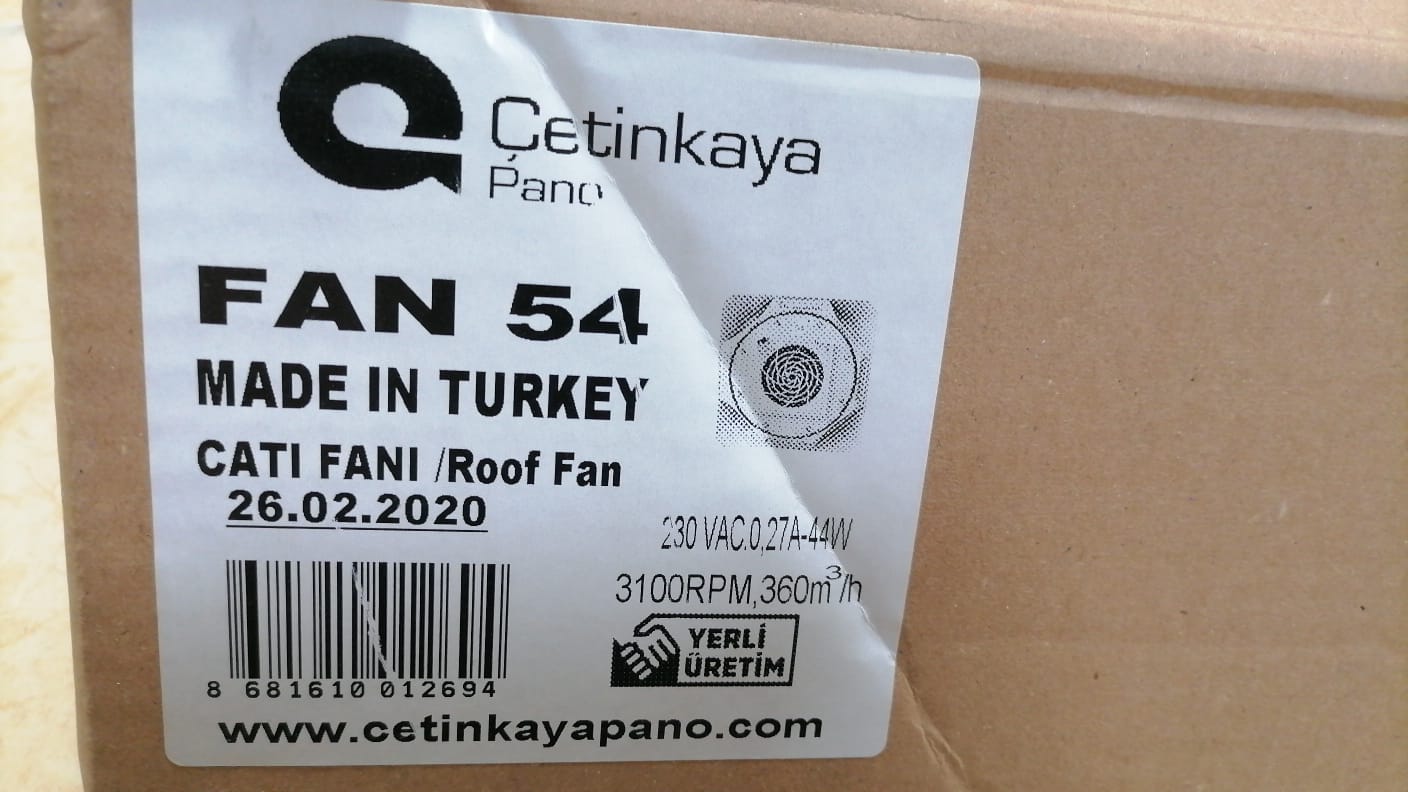 Çetinkaya
Pano
FAN 54
MADE IN TURKEY
CATI FANI /Roof Fan
26.02.2020
230 VAC.0,27A-44W
3100RPM,360m³/h
YERLİ
ÜRETİM
8 681610 012694
www.cetinkayapano.com